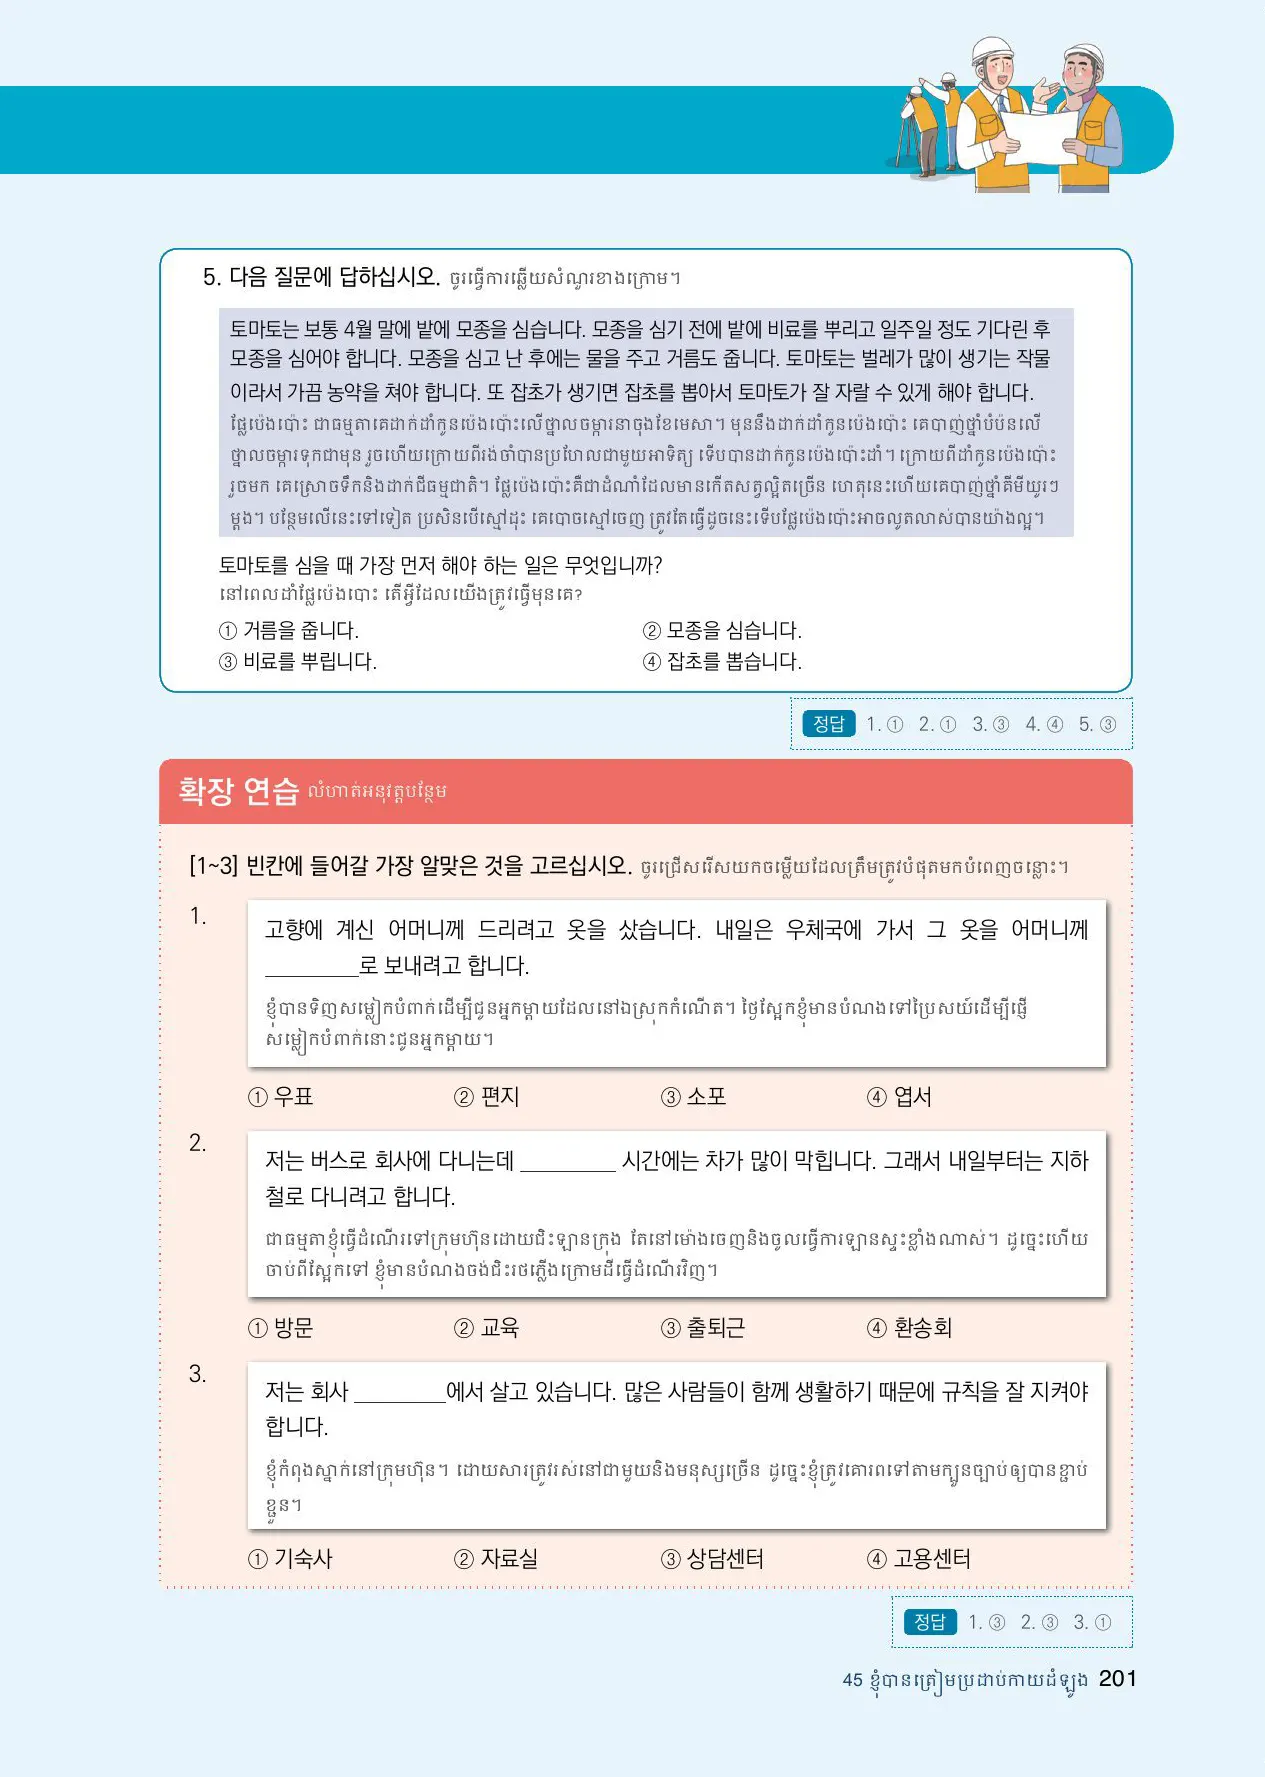 5. 다음 질문에 답하십시오. ចូរធ្វើការឆ្លើយសំណួរខាងក្រោម។
토마토는 보통 4월 말에 밭에 모종을 심습니다. 모종을 심기 전에 밭에 비료를 뿌리고 일주일 정도 기다린 후
모종을 심어야 합니다. 모종을 심고 난 후에는 물을 주고 거름도 줍니다. 토마토는 벌레가 많이 생기는 작물
이라서 가끔 농약을 쳐야 합니다. 또 잡초가 생기면 잡초를 뽑아서 토마토가 잘 자랄 수 있게 해야 합니다.
ផ្លែប៉េងប៉ោះ ជាធម្មតាគេដាក់ដាំកូនប៉េងប៉ោះលើថ្នាលចម្ការនាចុងខែមេសា។ មុននឹងដាក់ដាំកូនប៉េងប៉ោះ គេបាញ់ថ្នាំបំប៉នលើ
ថ្នាលចម្ការទុកជាមុន រួចហើយក្រោយពីរង់ចាំបានប្រហែលជាមួយអាទិត្យ ទើបបានដាក់កូនប៉េងប៉ោះដាំ។ ក្រោយពីដាំកូនប៉េងប៉ោះ
រួចមក គេស្រោចទឹកនិងដាក់ជីធម្មជាតិ។ ផ្លែប៉េងប៉ោះគឺជាដំណាំដែលមានកើតសត្វល្អិតច្រើន ហេតុនេះហើយគេបាញ់ថ្នាំគីមីយូរៗ
ម្តង។ បន្ថែមលើនេះទៅទៀត ប្រសិនបើស្មៅដុះ គេបោចស្មៅចេញ ត្រូវតែធ្វើដូចនេះទើបផ្លែប៉េងប៉ោះអាចលូតលាស់បានយ៉ាងល្អ។
토마토를 심을 때 가장 먼저 해야 하는 일은 무엇입니까?
នៅពេលដាំផ្លែប៉េងបោះ តើអ្វីដែលយើងត្រូវធ្វើមុនគេ?
① 거름을 줍니다. ② 모종을 심습니다.
③ 비료를 뿌립니다. ④ 잡초를 뽑습니다.
정답 1. ① 2. ① 3. ③ 4. ④ 5. ③
확장 연습 លំហាត់អនុវត្តបន្ថែម
[1~3] 빈칸에 들어갈 가장 알맞은 것을 고르십시오. ចូរជ្រើសរើសយកចម្លើយដែលត្រឹមត្រូវបំផុតមកបំពេញចន្លោះ។
1.
고향에 계신 어머니께 드리려고 옷을 샀습니다. 내일은 우체국에 가서 그 옷을 어머니께
________로 보내려고 합니다.
ខ្ញុំបានទិញសម្លៀកបំពាក់ដើម្បីជូនអ្នកម្តាយដែលនៅឯស្រុកកំណើត។ ថ្ងៃស្អែកខ្ញុំមានបំណងទៅប្រៃសយ៍ដើម្បីផ្ញើ
សម្លៀកបំពាក់នោះជូនអ្នកម្តាយ។
① 우표 ② 편지 ③ 소포 ④ 엽서
2.
저는 버스로 회사에 다니는데 ________ 시간에는 차가 많이 막힙니다. 그래서 내일부터는 지하
철로 다니려고 합니다.
ជាធម្មតាខ្ញុំធ្វើដំណើរទៅក្រុមហ៊ុនដោយជិះឡានក្រុង តែនៅម៉ោងចេញនិងចូលធ្វើការឡានស្ទះខ្លាំងណាស់។ ដូច្នេះហើយ
ចាប់ពីស្អែកទៅ ខ្ញុំមានបំណងចង់ជិះរថភ្លើងក្រោមដីធ្វើដំណើរវិញ។
① 방문 ② 교육 ③ 출퇴근 ④ 환송회
3.
저는 회사 ________에서 살고 있습니다. 많은 사람들이 함께 생활하기 때문에 규칙을 잘 지켜야
합니다.
ខ្ញុំកំពុងស្នាក់នៅក្រុមហ៊ុន។ ដោយសារត្រូវរស់នៅជាមួយនិងមនុស្សច្រើន ដូច្នេះខ្ញុំត្រូវគោរពទៅតាមក្បួនច្បាប់ឲ្យបានខ្ជាប់
ខ្ជួន។
① 기숙사 ② 자료실 ③ 상담센터 ④ 고용센터
정답 1. ③ 2. ③ 3. ①
45 ខ្ញុំបានត្រៀមប្រដាប់កាយដំឡូង 201